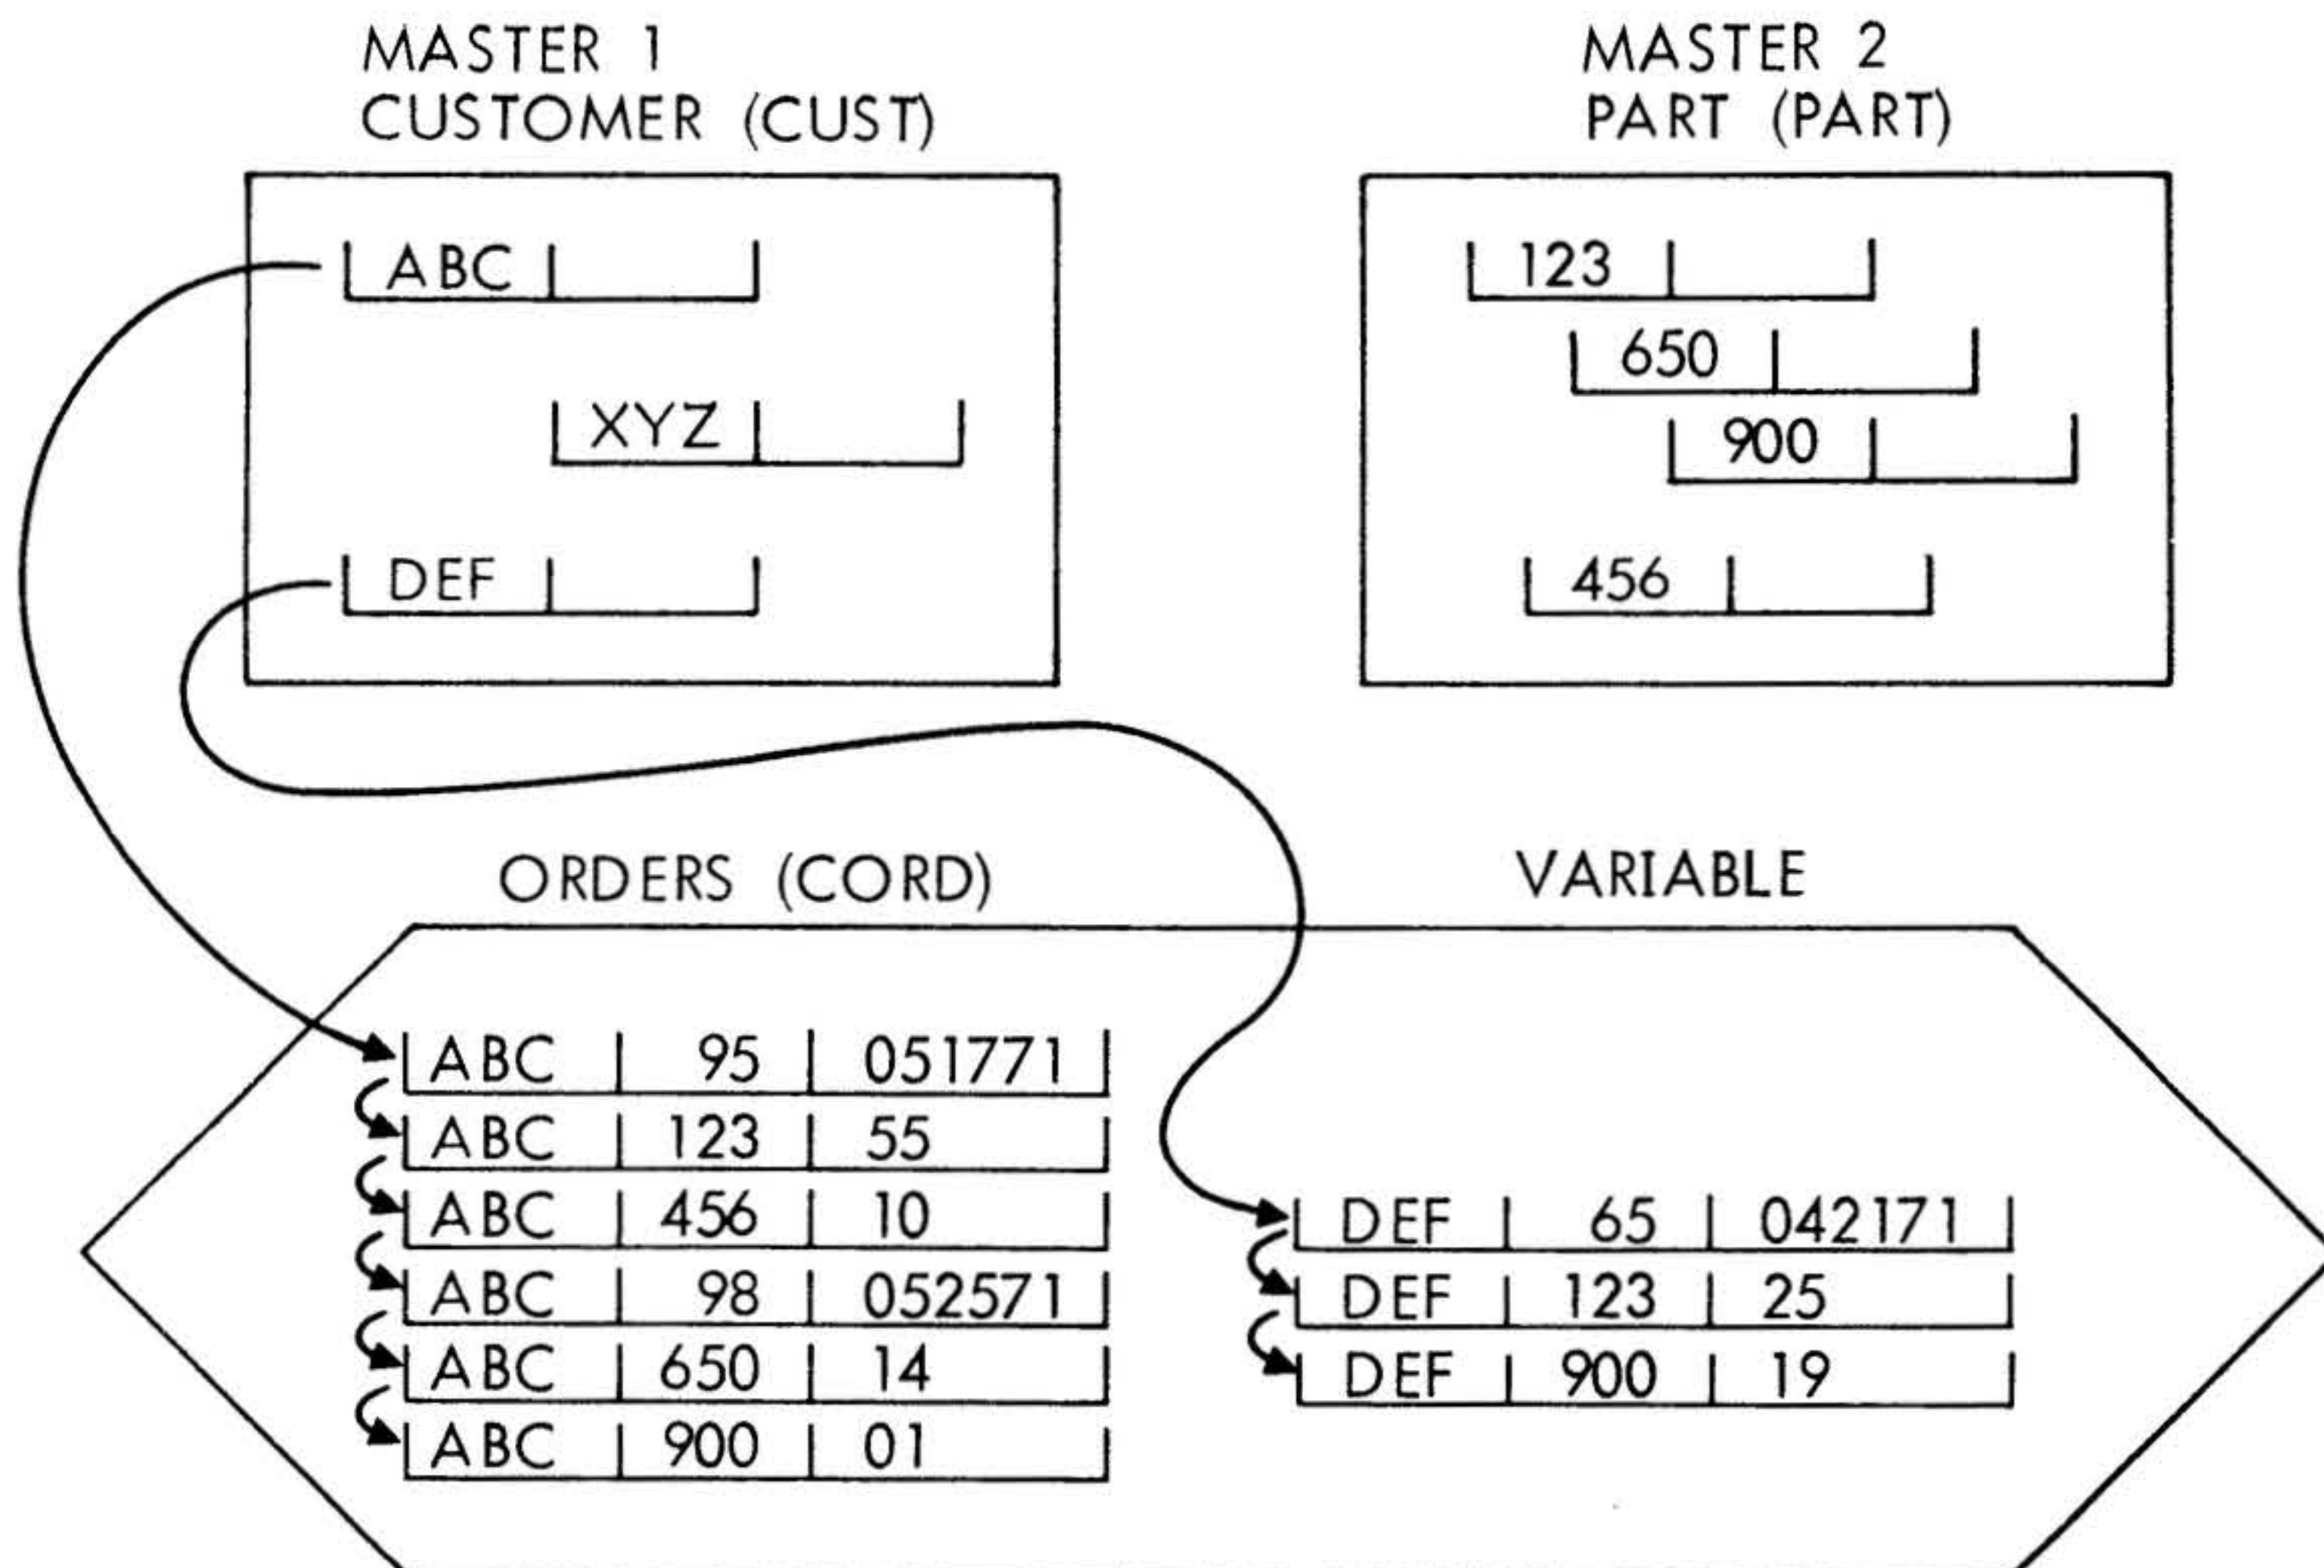 MASTER 1
CUSTOMER (CUST)
ABC
XYZ
DEF
MASTER 2
PART (PART)
123
650
900
456
ORDERS (CORD)
VARIABLE
ABC 95 051771
ABC 123 55
ABC 456 10
ABC 98 052571
ABC 650 14
ABC 900 01
DEF 65 042171
DEF 123 25
DEF 900 19